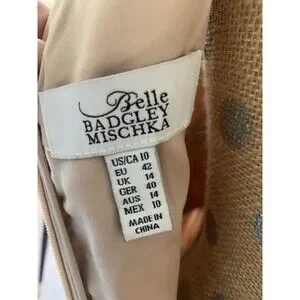 Belle
BADGLEY
MISCHKA
US/CA 10
EU 42
UK 14
GER 40
AUS 14
MEX 10
MADE IN
CHINA